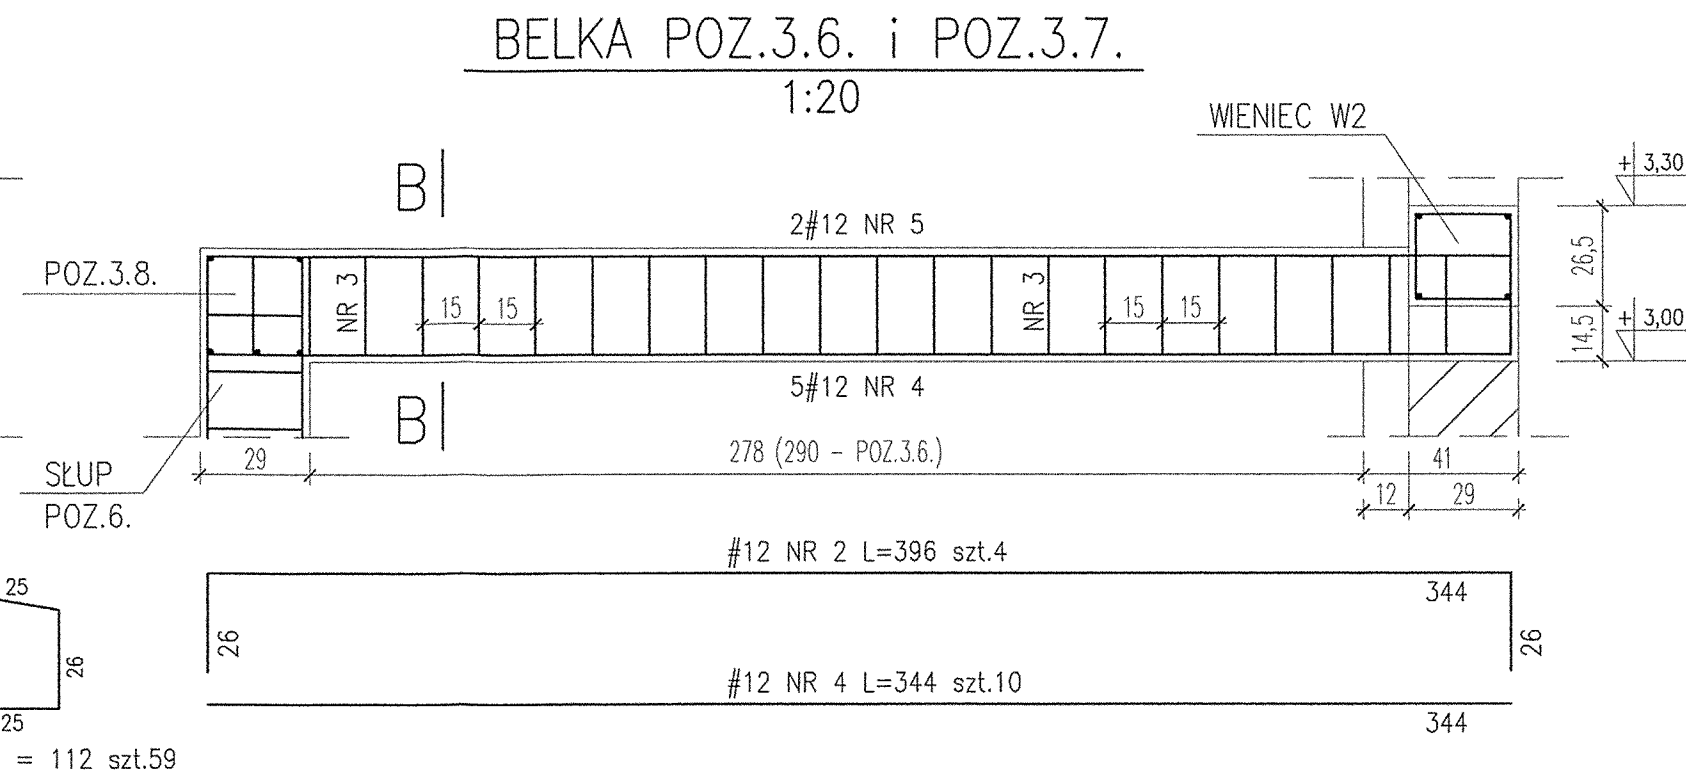 BELKA POZ.3.6. i POZ.3.7.
1:20
WIENIEC W2
+ 3,30
B
2#12 NR 5
POZ.3.8.
NR 3
15
15
NR 3
15
15
26,5
+ 3,00
14,5
5#12 NR 4
B
29
278 (290 - POZ.3.6.)
41
SŁUP
POZ.6.
12
29
#12 NR 2 L=396 szt.4
344
25
26
26
26
#12 NR 4 L=344 szt.10
344
25
= 112 szt.59